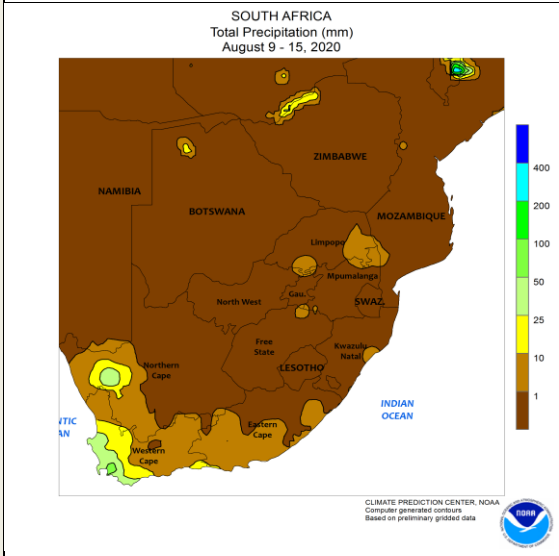 SOUTH AFRICA
Total Precipitation (mm)
August 9 - 15, 2020
ZIMBABWE
NAMIBIA
BOTSWANA
MOZAMBIQUE
Limpopo
Mpumalanga
North West
Gau.
SWAZ.
Free
State
Kwazulu
Natal
LESOTHO
Northern
Cape
Eastern
Cape
Western
Cape
NTIC
AN
INDIAN
OCEAN
400
200
100
50
25
10
1
CLIMATE PREDICTION CENTER, NOAA
Computer generated contours
Based on preliminary gridded data
NOAA